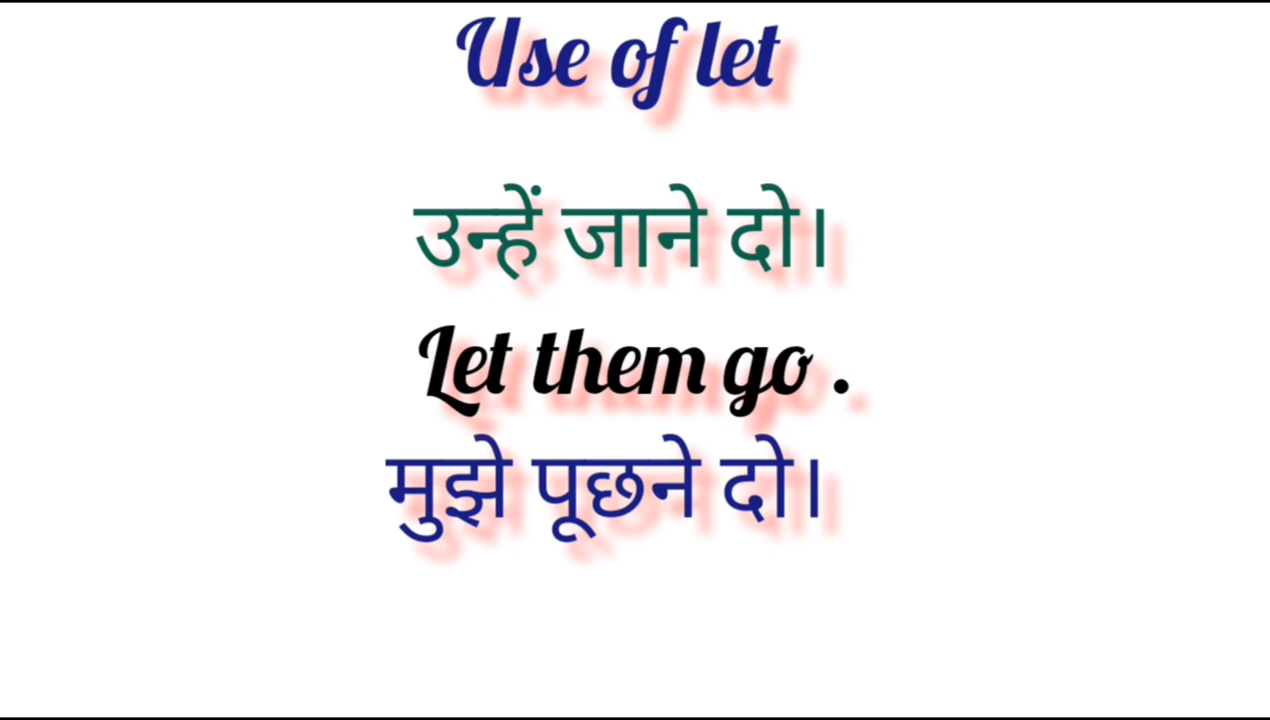 Use of let
उन्हें जाने दो।
Let them go .
मुझे पूछने दो।